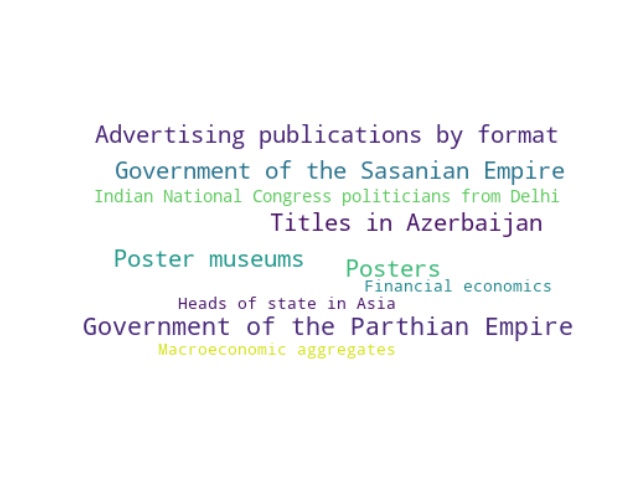 Advertising publications by format
Government of the Sasanian Empire
Indian National Congress politicians from Delhi
Titles in Azerbaijan
Poster museums
Posters
Financial economics
Heads of state in Asia
Government of the Parthian Empire
Macroeconomic aggregates